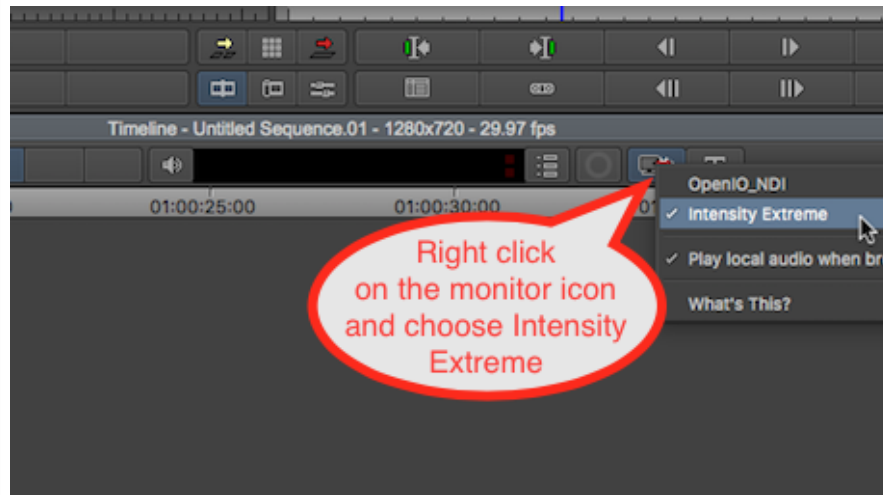 Timeline - Untitled Sequence.01 - 1280x720 - 29.97 fps
OpenIO_NDI
01:00:25:00 01:00:30:00
✓ Intensity Extreme
Right click
on the monitor icon
and choose Intensity
Extreme
✓ Play local audio when
What's This?